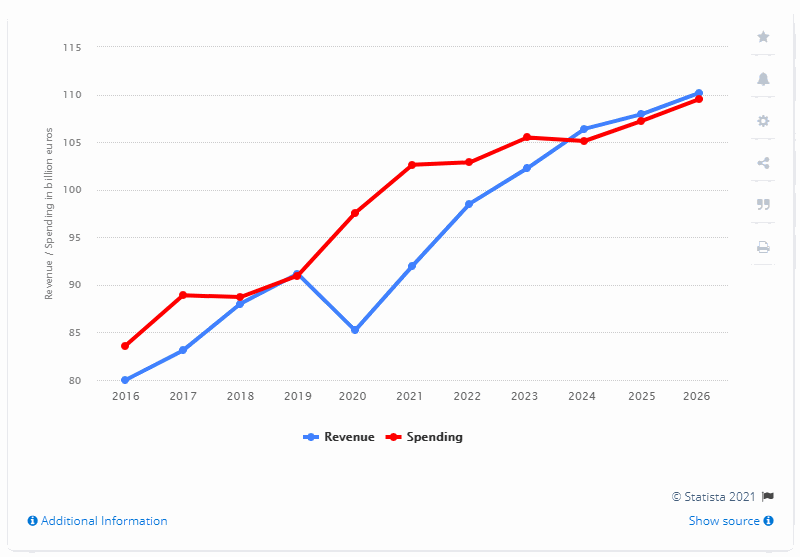 115
110
105
100
95
90
85
80
Revenue / Spending in billion euros
2016 2017 2018 2019 2020 2021 2022 2023 2024 2025 2026
Revenue Spending
© Statista 2021
Additional Information Show source